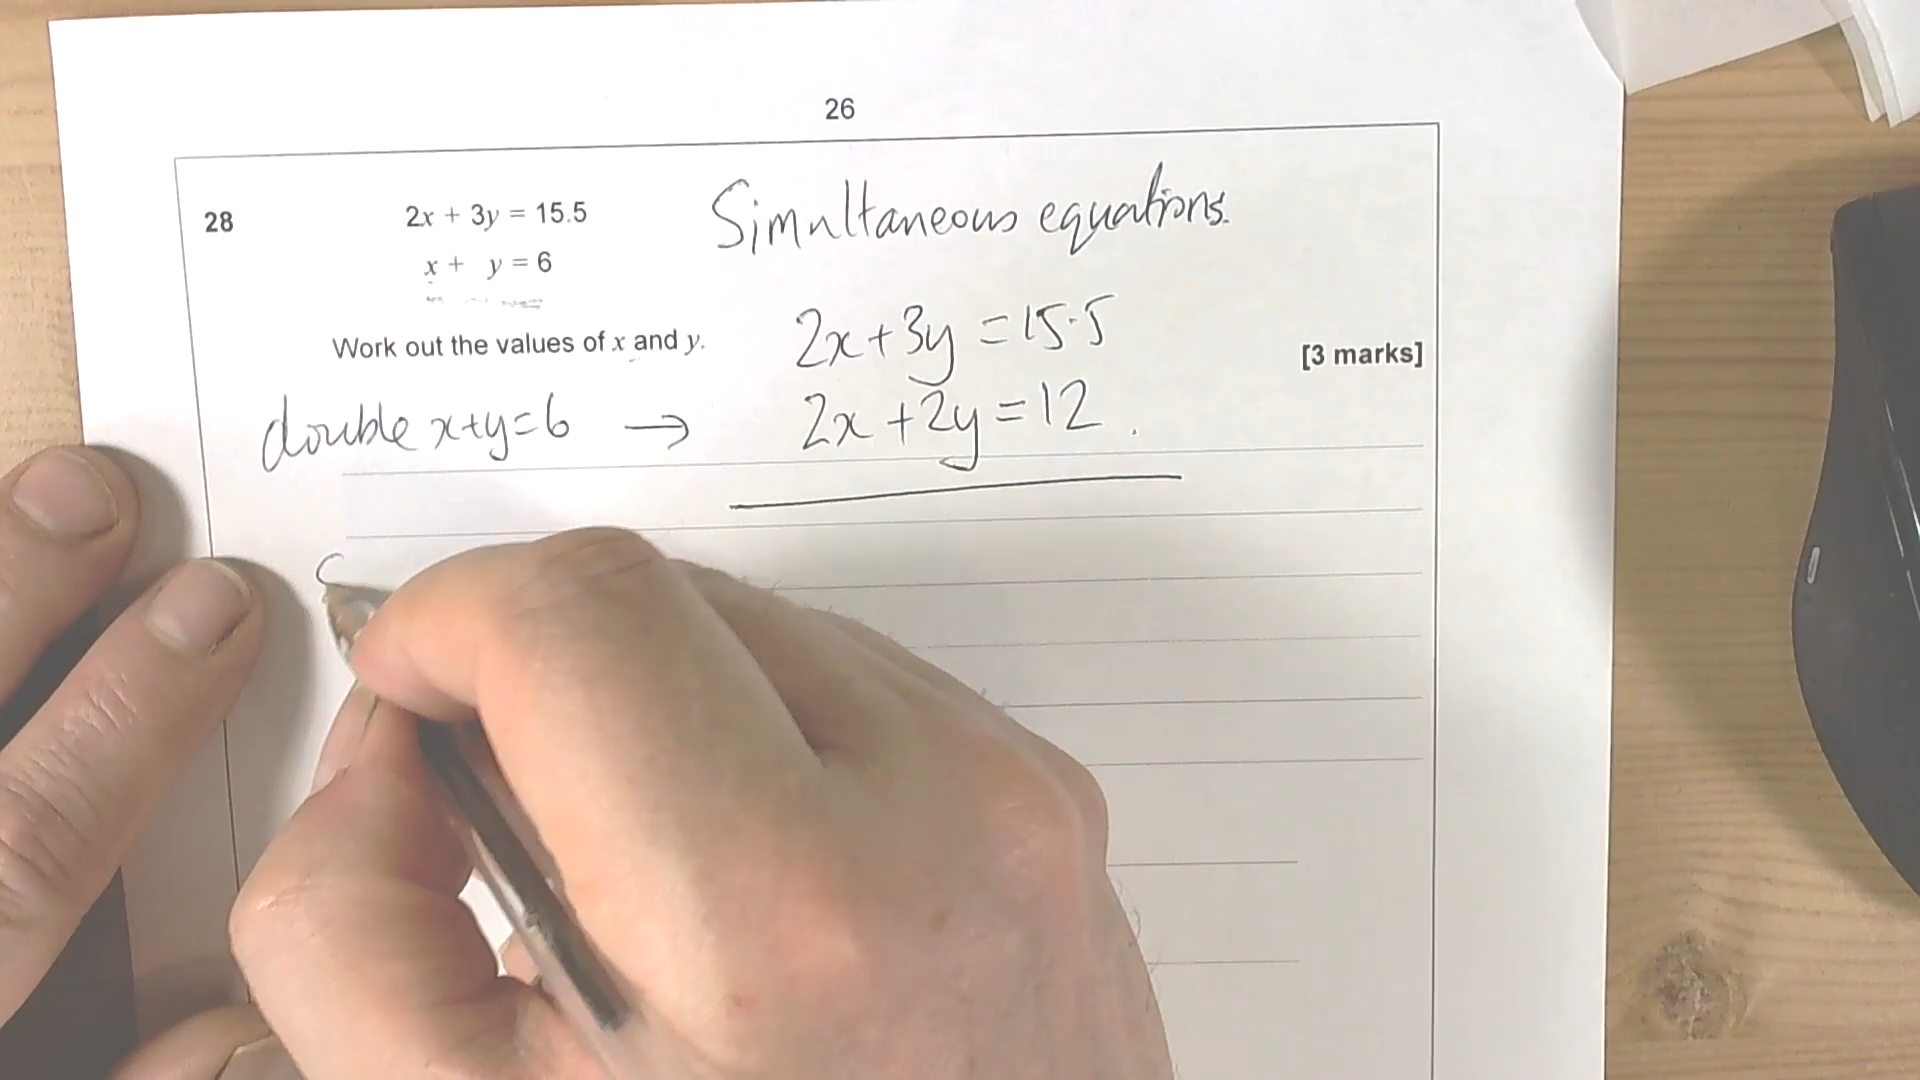 26
28
2x + 3y = 15.5
Simultaneous equations.
x + y = 6
2x+3y=15.5
Work out the values of x and y.
[3 marks]
double x+y=6 → 2x+2y=12.